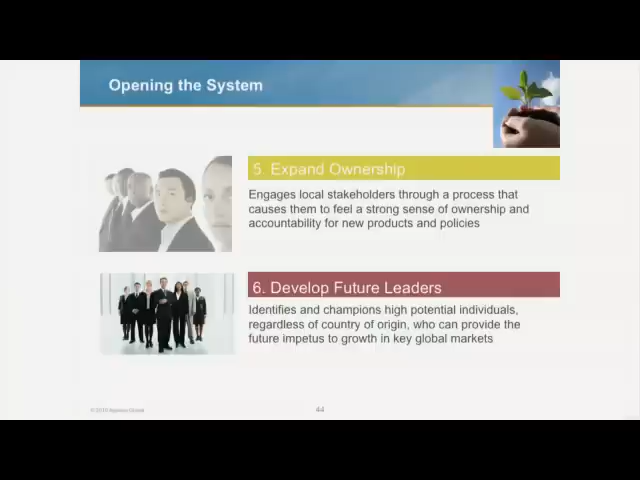 Opening the System
5. Expand Ownership
Engages local stakeholders through a process that
causes them to feel a strong sense of ownership and
accountability for new products and policies
6. Develop Future Leaders
Identifies and champions high potential individuals,
regardless of country of origin, who can provide the
future impetus to growth in key global markets
44